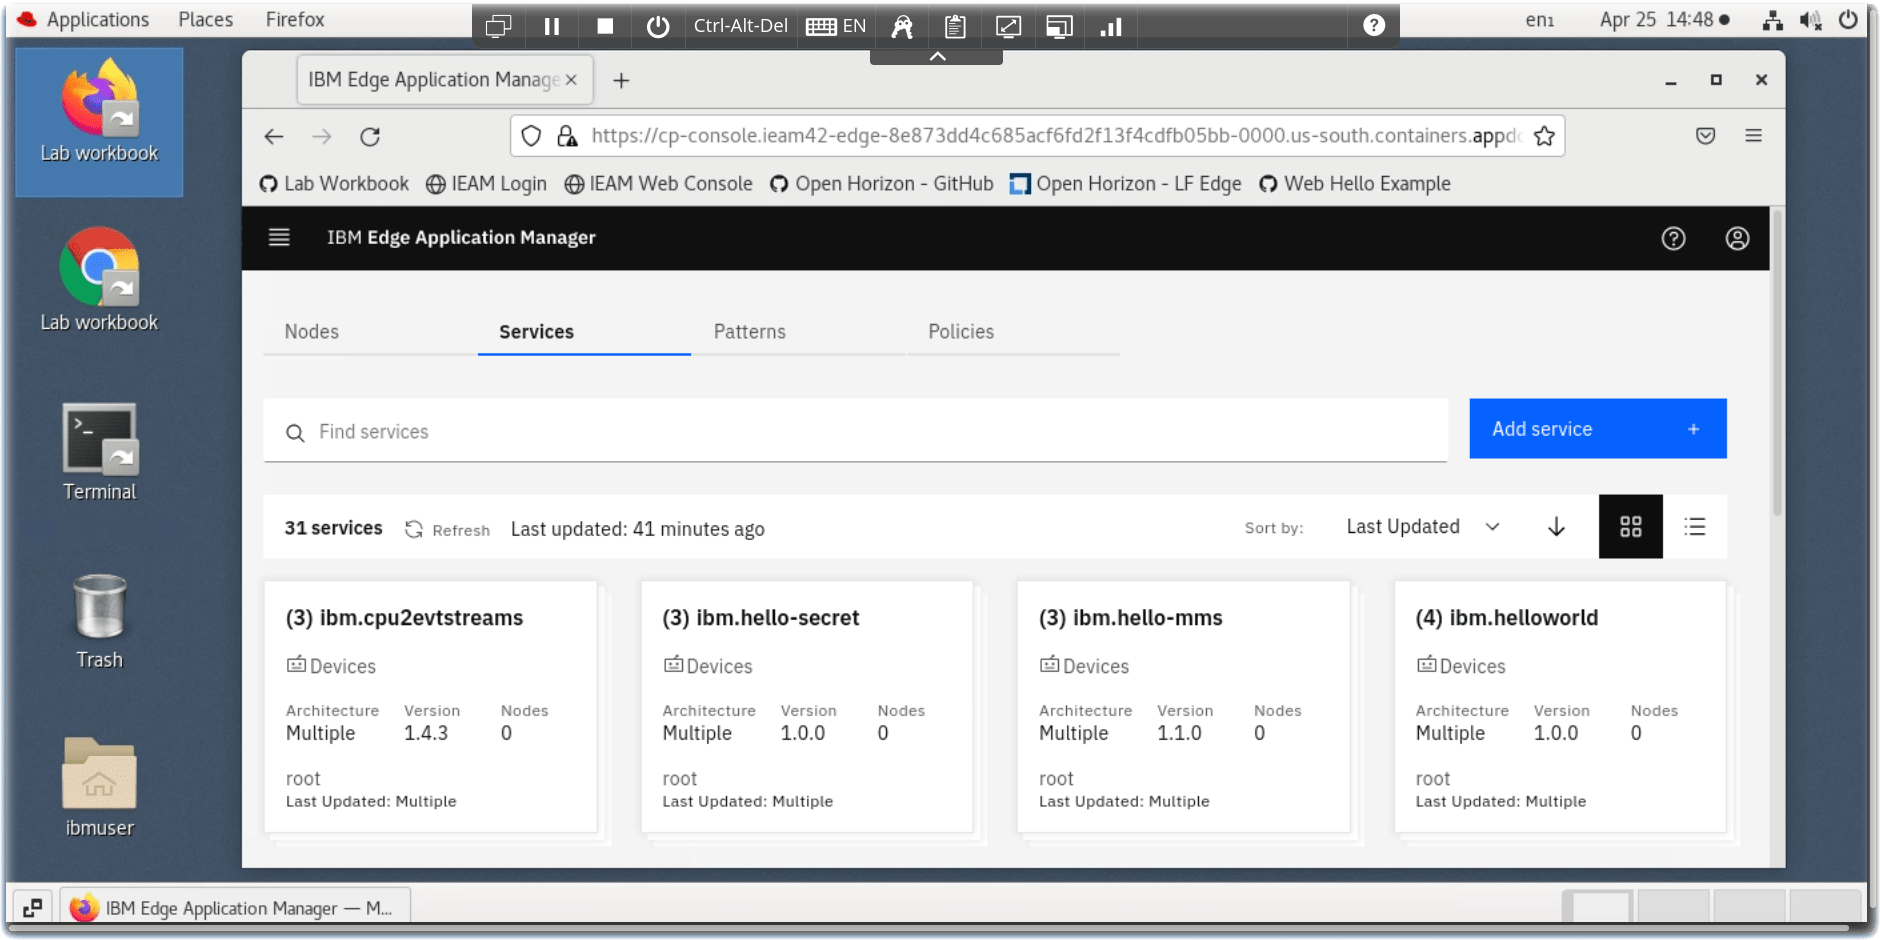 Applications Places Firefox
Ctrl-Alt-Del EN
en₁ Apr 25 14:48
IBM Edge Application Manage
https://cp-console.ieam42-edge-8e873dd4c685acf6fd2f13f4cdfb05bb-0000.us-south.containers.appdo
Lab Workbook IEAM Login IEAM Web Console Open Horizon - GitHub Open Horizon - LF Edge Web Hello Example
Lab workbook
Lab workbook
Terminal
Trash
ibmuser
IBM Edge Application Manager
Nodes Services Patterns Policies
Find services
Add service +
31 services Refresh Last updated: 41 minutes ago Sort by: Last Updated
(3) ibm.cpu2evtstreams
Devices
Architecture Version Nodes
Multiple 1.4.3 0
root
Last Updated: Multiple
(3) ibm.hello-secret
Devices
Architecture Version Nodes
Multiple 1.0.0 0
root
Last Updated: Multiple
(3) ibm.hello-mms
Devices
Architecture Version Nodes
Multiple 1.1.0 0
root
Last Updated: Multiple
(4) ibm.helloworld
Devices
Architecture Version Nodes
Multiple 1.0.0 0
root
Last Updated: Multiple
IBM Edge Application Manager — M...